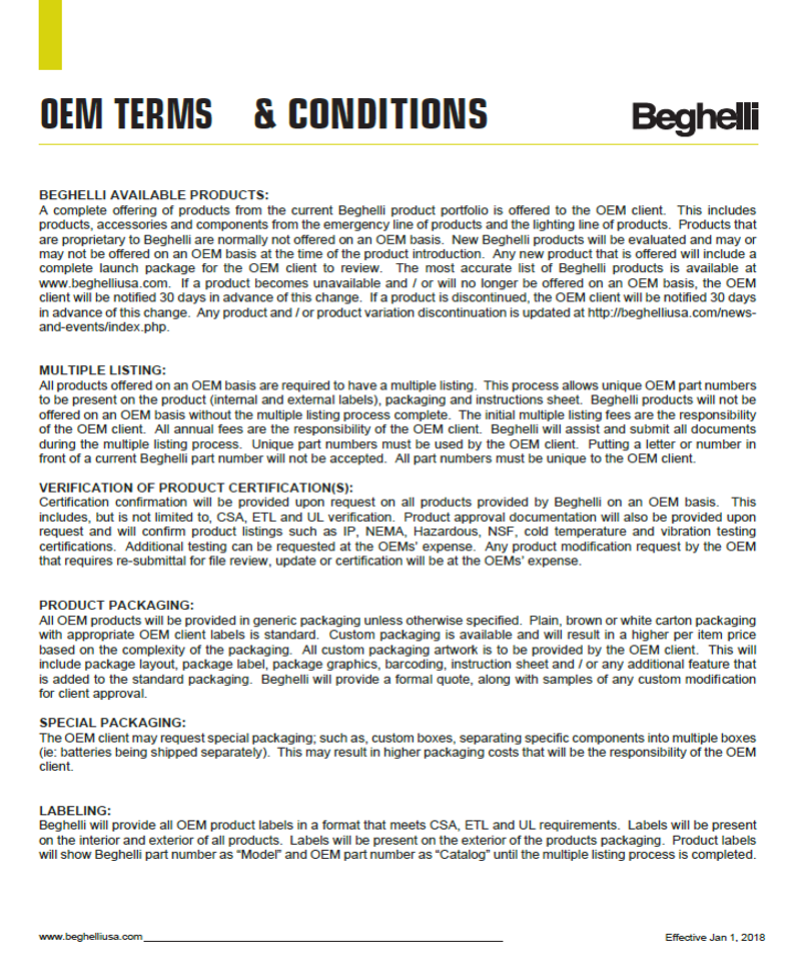 OEM TERMS & CONDITIONS
Beghelli
BEGHELLI AVAILABLE PRODUCTS:
A complete offering of products from the current Beghelli product portfolio is offered to the OEM client. This includes
products, accessories and components from the emergency line of products and the lighting line of products. Products that
are proprietary to Beghelli are normally not offered on an OEM basis. New Beghelli products will be evaluated and may or
may not be offered on an OEM basis at the time of the product introduction. Any new product that is offered will include a
complete launch package for the OEM client to review. The most accurate list of Beghelli products is available at
www.beghelliusa.com. If a product becomes unavailable and / or will no longer be offered on an OEM basis, the OEM
client will be notified 30 days in advance of this change. If a product is discontinued, the OEM client will be notified 30 days
in advance of this change. Any product and / or product variation discontinuation is updated at http://beghelliusa.com/news-
and-events/index.php.
MULTIPLE LISTING:
All products offered on an OEM basis are required to have a multiple listing. This process allows unique OEM part numbers
to be present on the product (internal and external labels), packaging and instructions sheet. Beghelli products will not be
offered on an OEM basis without the multiple listing process complete. The initial multiple listing fees are the responsibility
of the OEM client. All annual fees are the responsibility of the OEM client. Beghelli will assist and submit all documents
during the multiple listing process. Unique part numbers must be used by the OEM client. Putting a letter or number in
front of a current Beghelli part number will not be accepted. All part numbers must be unique to the OEM client.
VERIFICATION OF PRODUCT CERTIFICATION(S):
Certification confirmation will be provided upon request on all products provided by Beghelli on an OEM basis. This
includes, but is not limited to, CSA, ETL and UL verification. Product approval documentation will also be provided upon
request and will confirm product listings such as IP, NEMA, Hazardous, NSF, cold temperature and vibration testing
certifications. Additional testing can be requested at the OEMs' expense. Any product modification request by the OEM
that requires re-submittal for file review, update or certification will be at the OEMs' expense.
PRODUCT PACKAGING:
All OEM products will be provided in generic packaging unless otherwise specified. Plain, brown or white carton packaging
with appropriate OEM client labels is standard. Custom packaging is available and will result in a higher per item price
based on the complexity of the packaging. All custom packaging artwork is to be provided by the OEM client. This will
include package layout, package label, package graphics, barcoding, instruction sheet and / or any additional feature that
is added to the standard packaging. Beghelli will provide a formal quote, along with samples of any custom modification
for client approval.
SPECIAL PACKAGING:
The OEM client may request special packaging; such as, custom boxes, separating specific components into multiple boxes
(ie: batteries being shipped separately). This may result in higher packaging costs that will be the responsibility of the OEM
client.
LABELING:
Beghelli will provide all OEM product labels in a format that meets CSA, ETL and UL requirements. Labels will be present
on the interior and exterior of all products. Labels will be present on the exterior of the products packaging. Product labels
will show Beghelli part number as "Model" and OEM part number as "Catalog" until the multiple listing process is completed.
www.beghelliusa.com
Effective Jan 1, 2018